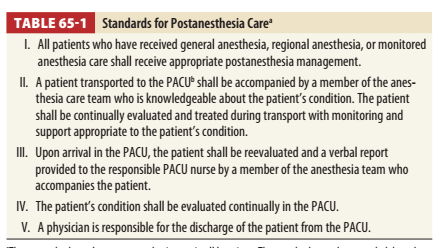 TABLE 65-1 Standards for Postanesthesia Careᵃ
I. All patients who have received general anesthesia, regional anesthesia, or monitored
anesthesia care shall receive appropriate postanesthesia management.
II. A patient transported to the PACUᵇ shall be accompanied by a member of the anes-
thesia care team who is knowledgeable about the patient's condition. The patient
shall be continually evaluated and treated during transport with monitoring and
support appropriate to the patient's condition.
III. Upon arrival in the PACU, the patient shall be reevaluated and a verbal report
provided to the responsible PACU nurse by a member of the anesthesia team who
accompanies the patient.
IV. The patient's condition shall be evaluated continually in the PACU.
V. A physician is responsible for the discharge of the patient from the PACU.